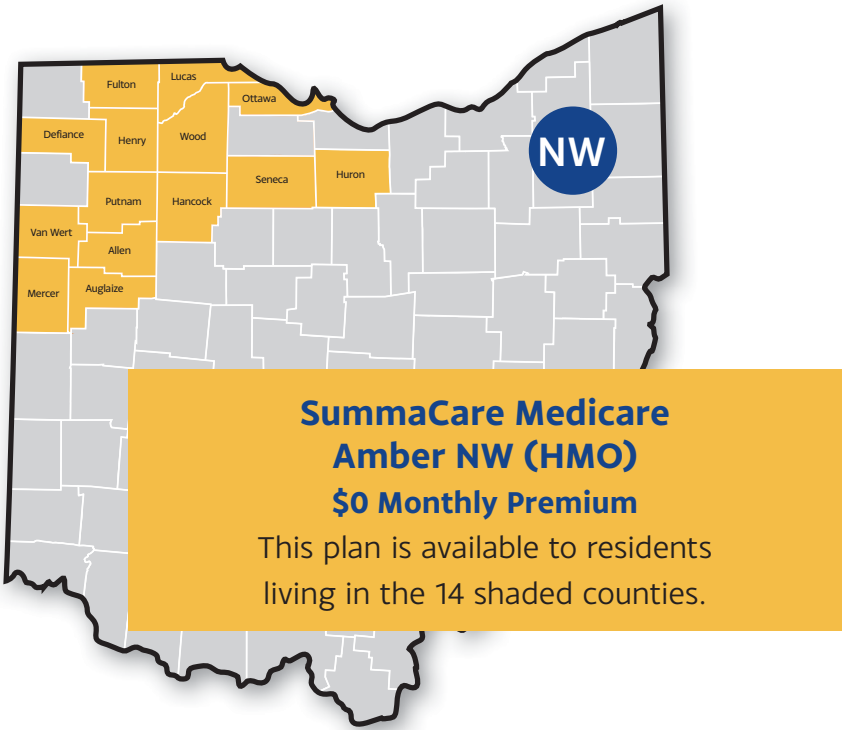 Lucas
Fulton
Ottawa
Defiance
Henry
Wood
Seneca
Huron
Putnam
Hancock
Van Wert
Allen
Mercer
Auglaize
NW
SummaCare Medicare
Amber NW (HMO)
$0 Monthly Premium
This plan is available to residents
living in the 14 shaded counties.